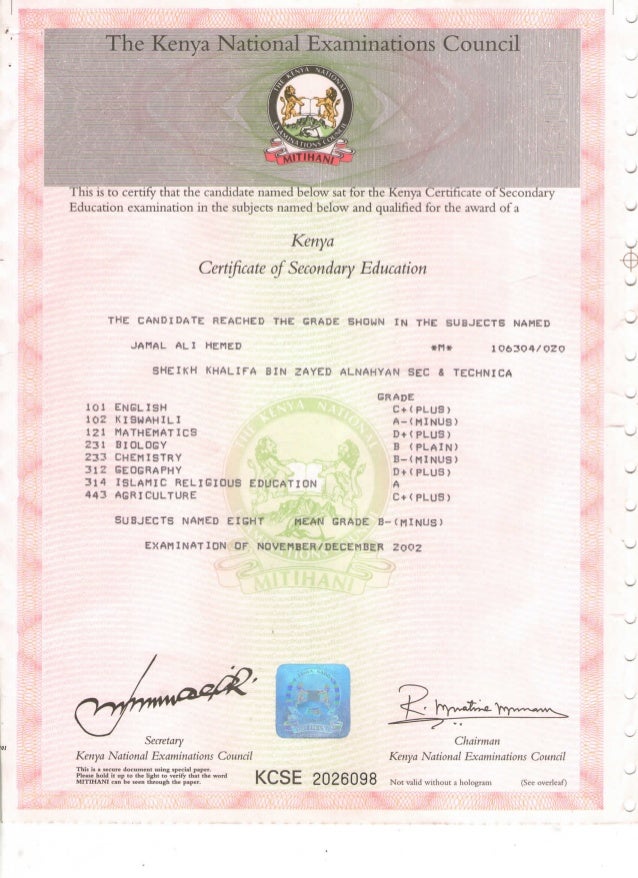 The Kenya National Examinations Council
THE KENYA NATIONAL
EXAMINATIONS COUNCIL
MITIHANI
This is to certify that the candidate named below sat for the Kenya Certificate of Secondary
Education examination in the subjects named below and qualified for the award of a
Kenya
Certificate of Secondary Education
THE CANDIDATE REACHED THE GRADE SHOWN IN THE SUBJECTS NAMED
JAMAL ALI HEMED *M* 106304/020
SHEIKH KHALIFA BIN ZAYED ALNAHYAN SEC & TECHNICA
GRADE
101 ENGLISH C+(PLUS)
102 KISWAHILI A-(MINUS)
121 MATHEMATICS D+(PLUS)
231 BIOLOGY B (PLAIN)
233 CHEMISTRY B-(MINUS)
312 GEOGRAPHY D+(PLUS)
314 ISLAMIC RELIGIOUS EDUCATION A
443 AGRICULTURE C+(PLUS)
SUBJECTS NAMED EIGHT MEAN GRADE B-(MINUS)
EXAMINATION OF NOVEMBER/DECEMBER 2002
MITIHANI
Secretary
Kenya National Examinations Council
Chairman
Kenya National Examinations Council
This is a secure document using special paper.
Please hold it up to the light to verify that the word
MITIHANI can be seen through the paper.
KCSE 2026098
Not valid without a hologram (See overleaf)